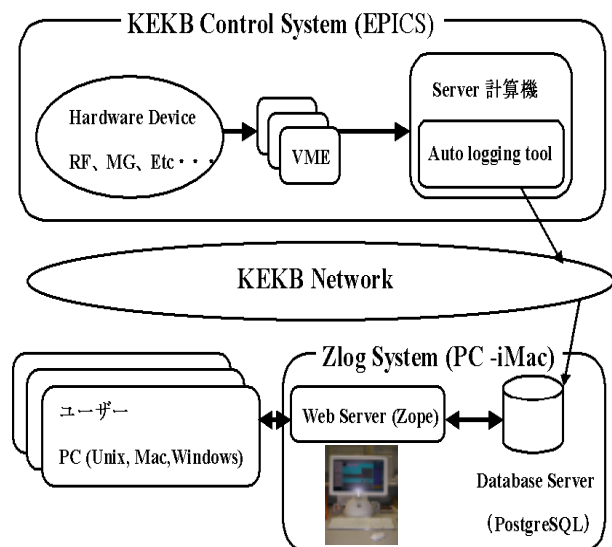 KEKB Control System (EPICS)
Hardware Device
RF、MG、Etc・・・
VME
Server 計算機
Auto logging tool
KEKB Network
Zlog System (PC -iMac)
ユーザー
PC (Unix, Mac,Windows)
Web Server (Zope)
Database Server
(PostgreSQL)